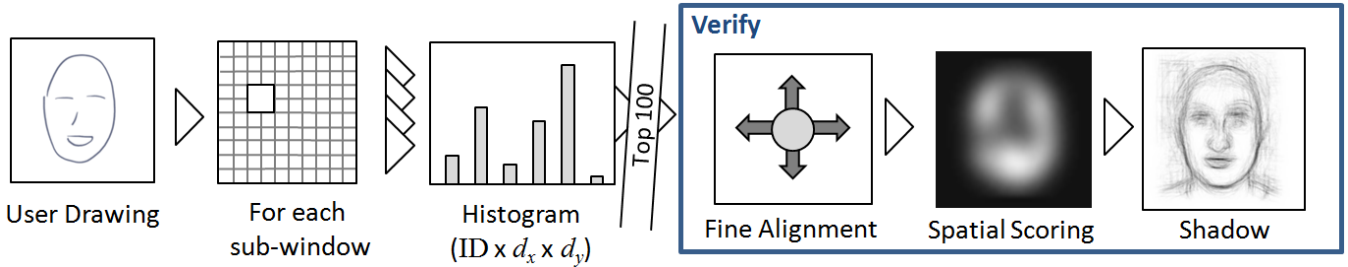 Verify
Top 100
User Drawing
For each
sub-window
Histogram
(ID x dx x dy)
Fine Alignment
Spatial Scoring
Shadow